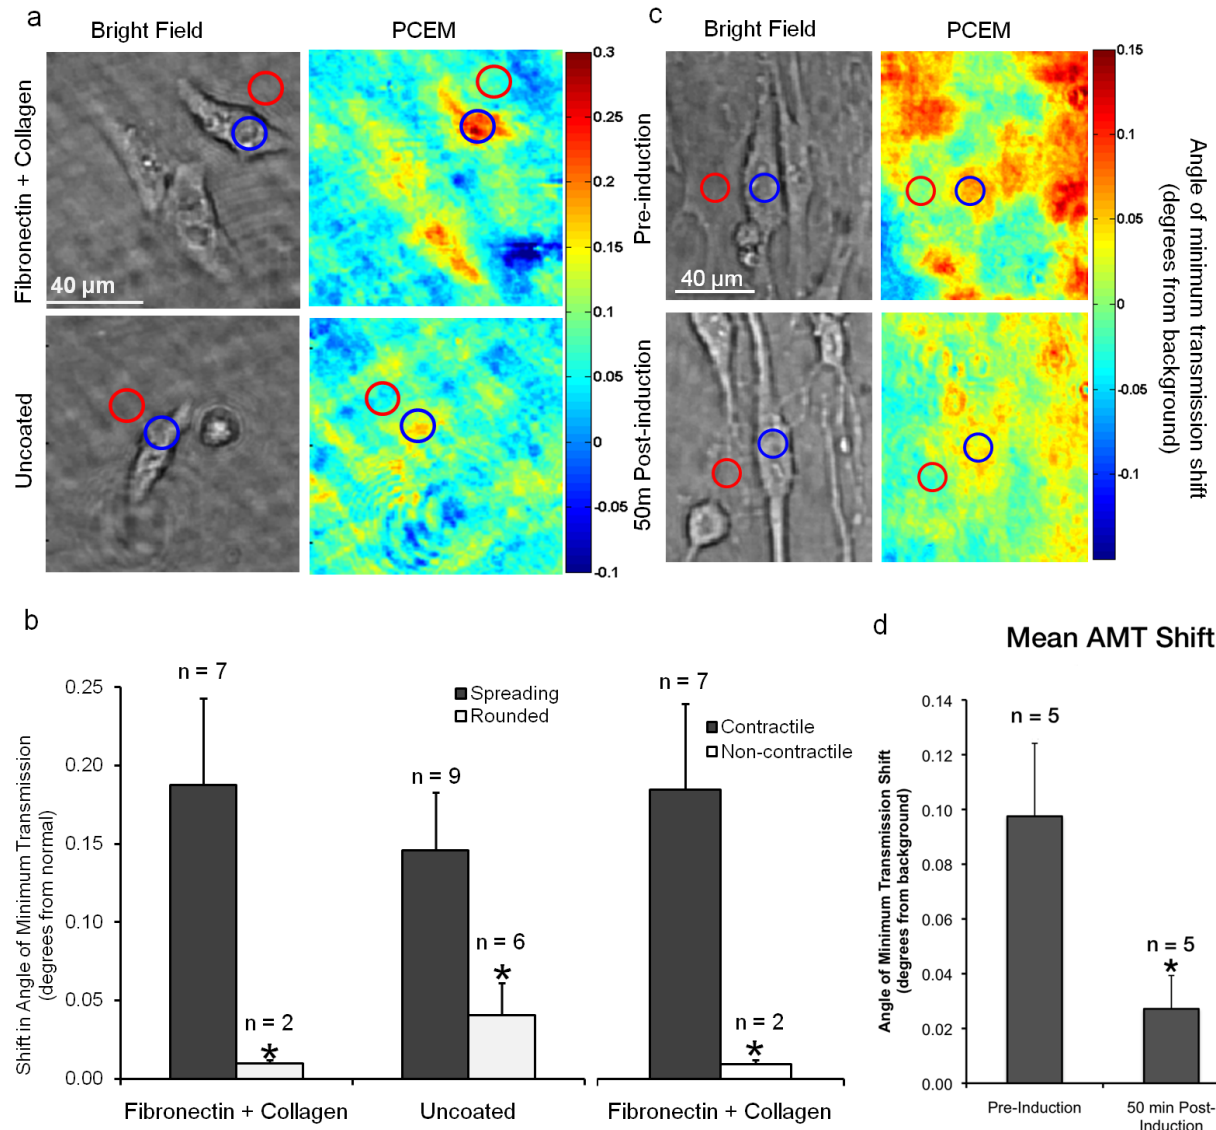 a
Bright Field
PCEM
Fibronectin + Collagen
40 µm
Uncoated
0.3
0.25
0.2
0.15
0.1
0.05
0
-0.05
-0.1
c
Bright Field
PCEM
Pre-induction
40 µm
50m Post-induction
0.15
0.1
0.05
0
-0.05
-0.1
Angle of minimum transmission shift
(degrees from background)
b
Shift in Angle of Minimum Transmission
(degrees from normal)
0.25
0.20
0.15
0.10
0.05
0.00
n = 7
n = 2
*
n = 9
n = 6
*
Spreading
Rounded
Fibronectin + Collagen
Uncoated
n = 7
n = 2
*
Contractile
Non-contractile
Fibronectin + Collagen
d
Mean AMT Shift
Angle of Minimum Transmission Shift
(degrees from background)
0.14
0.12
0.10
0.08
0.06
0.04
0.02
0.00
n = 5
n = 5
*
Pre-Induction
50 min Post-
Induction